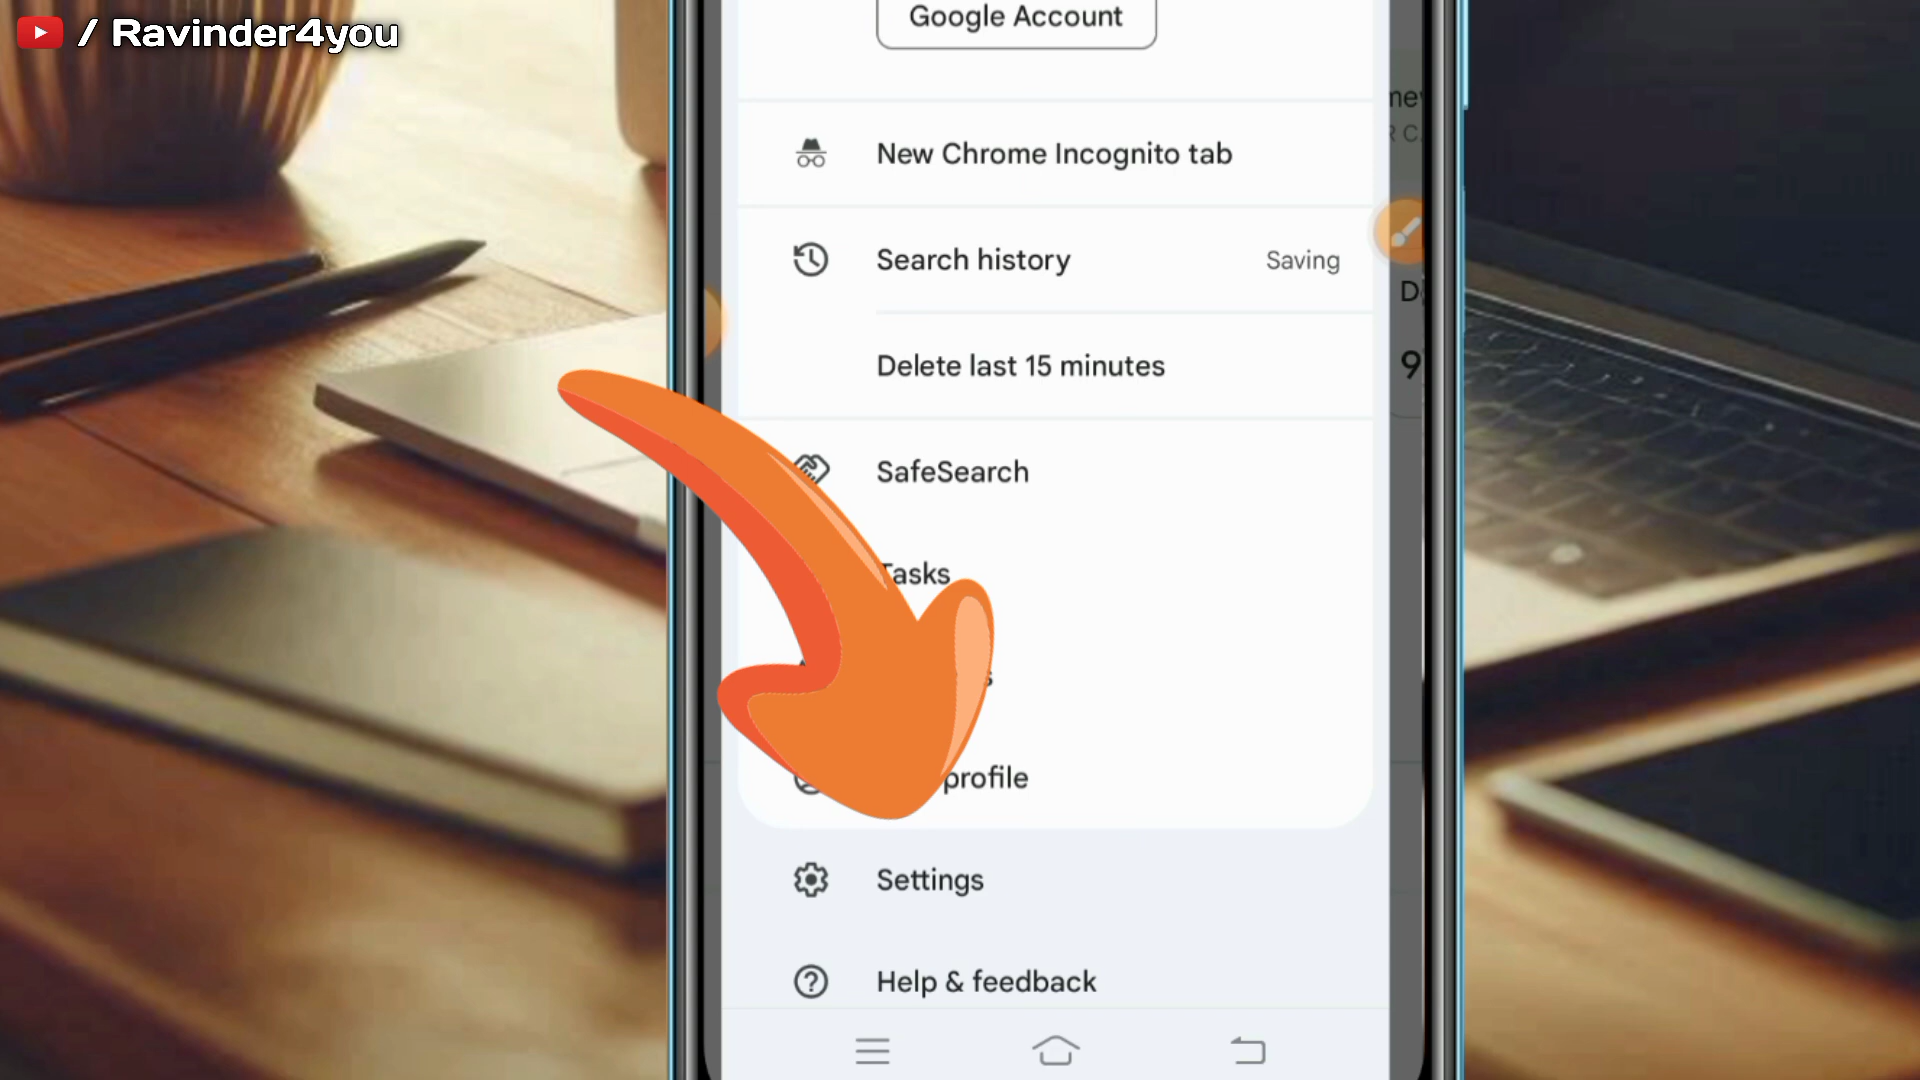 / Ravinder4you
Google Account
New Chrome Incognito tab
Search history
Saving
Delete last 15 minutes
SafeSearch
Tasks
profile
Settings
Help & feedback